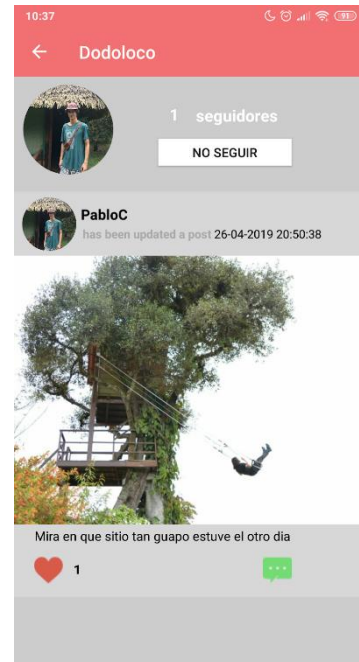 10:37
91
Dodoloco
1 seguidores
NO SEGUIR
PabloC
has been updated a post 26-04-2019 20:50:38
Mira en que sitio tan guapo estuve el otro dia
1